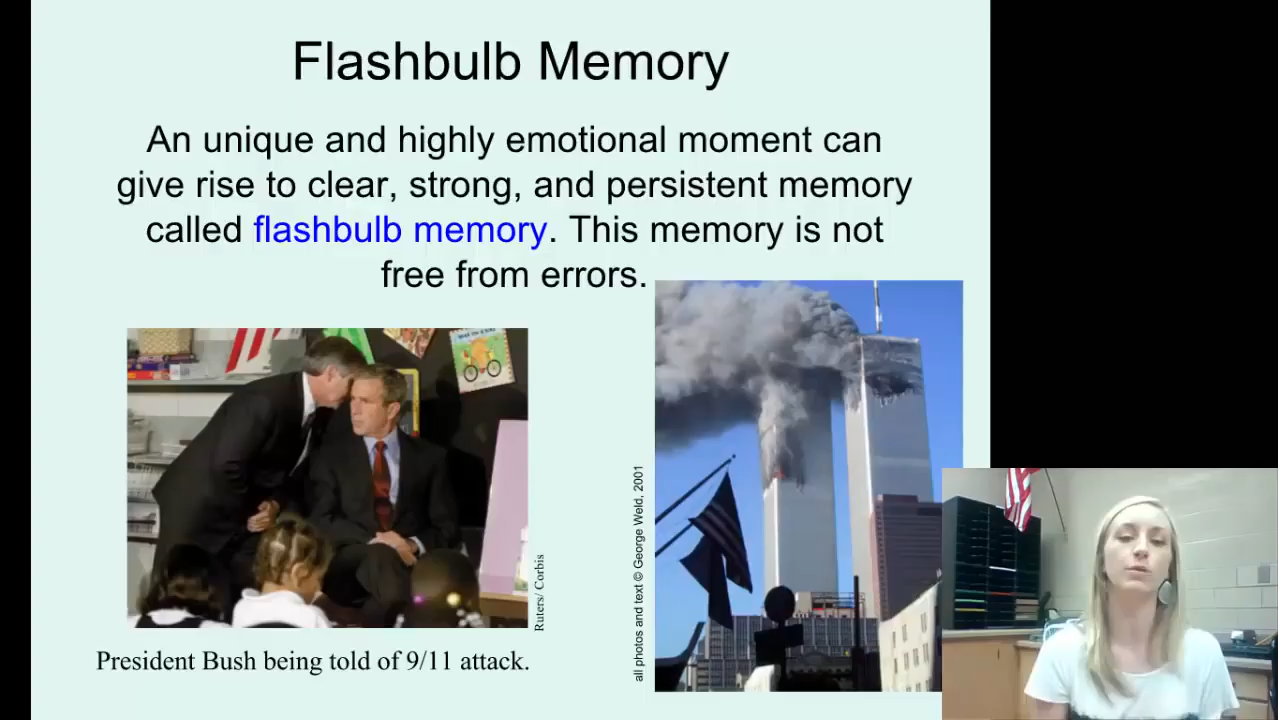 Flashbulb Memory
An unique and highly emotional moment can
give rise to clear, strong, and persistent memory
called flashbulb memory. This memory is not
free from errors.
Ruters/ Corbis
all photos and text © George Weld, 2001
President Bush being told of 9/11 attack.